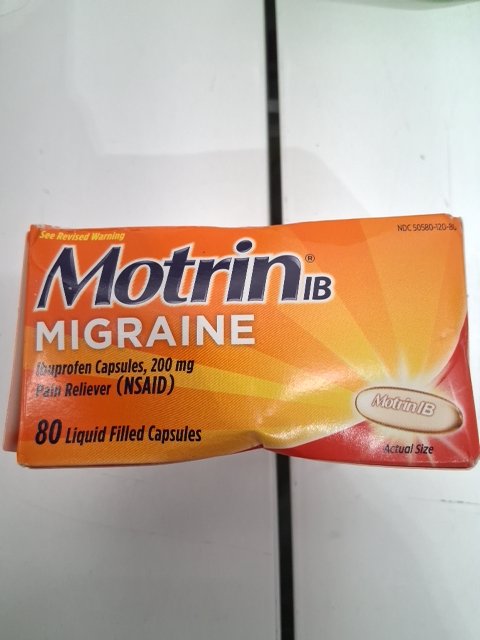 See Revised Warning
NDC 50580-120-80
Motrin® IB
MIGRAINE
Ibuprofen Capsules, 200 mg
Pain Reliever (NSAID)
80 Liquid Filled Capsules
Motrin IB
Actual Size